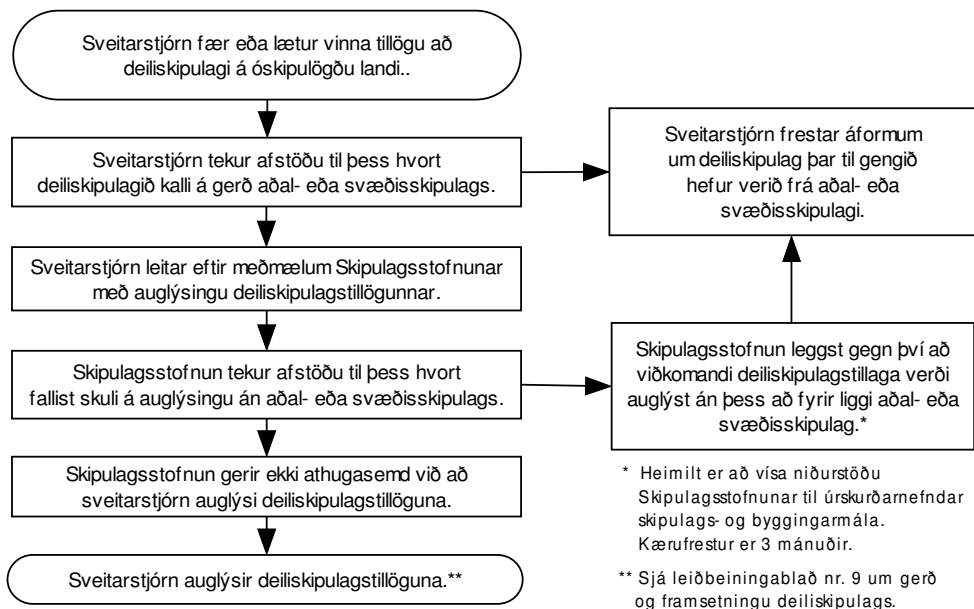 Sveitarstjórn fær eða lætur vinna tillögu að
deiliskipulagi á óskipulögðu landi..
Sveitarstjórn tekur afstöðu til þess hvort
deiliskipulagið kalli á gerð aðal- eða svæðisskipulags.
Sveitarstjórn frestar áformum
um deiliskipulag þar til gengið
hefur verið frá aðal- eða
svæðisskipulagi.
Sveitarstjórn leitar eftir meðmælum Skipulagsstofnunar
með auglýsingu deiliskipulagstillögunnar.
Skipulagsstofnun tekur afstöðu til þess hvort
fallist skuli á auglýsingu án aðal- eða svæðisskipulags.
Skipulagsstofnun leggst gegn því að
viðkomandi deiliskipulagstillaga verði
auglýst án þess að fyrir liggi aðal- eða
svæðisskipulag.*
Skipulagsstofnun gerir ekki athugasemd við að
sveitarstjórn auglýsi deiliskipulagstillöguna.
Sveitarstjórn auglýsir deiliskipulagstillöguna.**
* Heimilt er að vísa niðurstöðu
Skipulagsstofnunar til úrskurðarnefndar
skipulags- og byggingarmála.
Kærufrestur er 3 mánuðir.
** Sjá leiðbeiningablað nr. 9 um gerð
og framsetningu deiliskipulags.